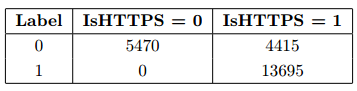 Label IsHTTPS = 0 IsHTTPS = 1
0 5470 4415
1 0 13695